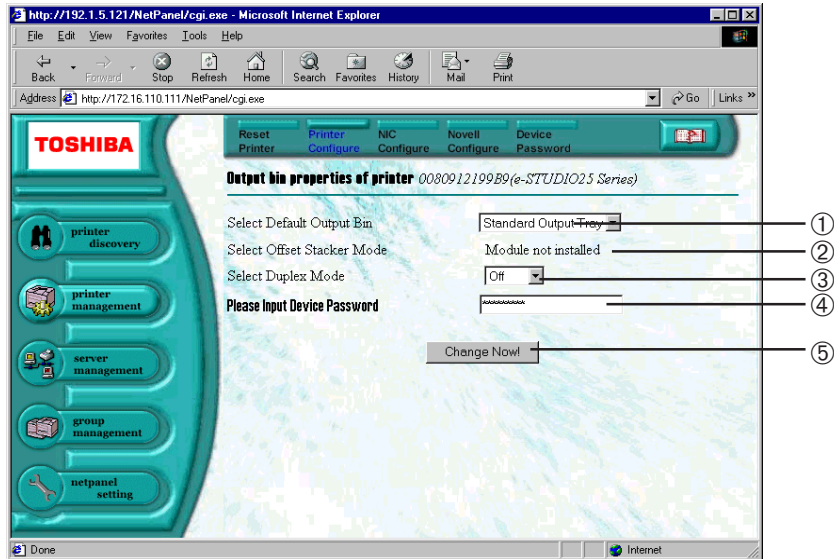 http://192.1.5.121/NetPanel/cgi.exe - Microsoft Internet Explorer
File Edit View Favorites Tools Help
Back Forward Stop Refresh Home Search Favorites History Mail Print
Address http://172.16.110.111/NetPanel/cgi.exe Go Links »
TOSHIBA
Reset Printer
Printer Configure
NIC Configure
Novell Configure
Device Password
Output bin properties of printer 0080912199B9(e-STUDIO25 Series)
Select Default Output Bin Standard Output Tray ①
Select Offset Stacker Mode Module not installed ②
Select Duplex Mode Off ③
Please Input Device Password ********* ④
Change Now! ⑤
printer discovery
printer management
server management
group management
netpanel setting
Done Internet